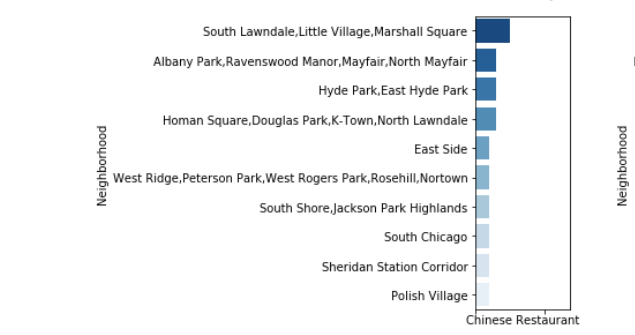 South Lawndale,Little Village,Marshall Square
Albany Park,Ravenswood Manor,Mayfair,North Mayfair
Hyde Park,East Hyde Park
Homan Square,Douglas Park,K-Town,North Lawndale
East Side
West Ridge,Peterson Park,West Rogers Park,Rosehill,Nortown
South Shore,Jackson Park Highlands
South Chicago
Sheridan Station Corridor
Polish Village
Neighborhood
Chinese Restaurant
Neighborhood